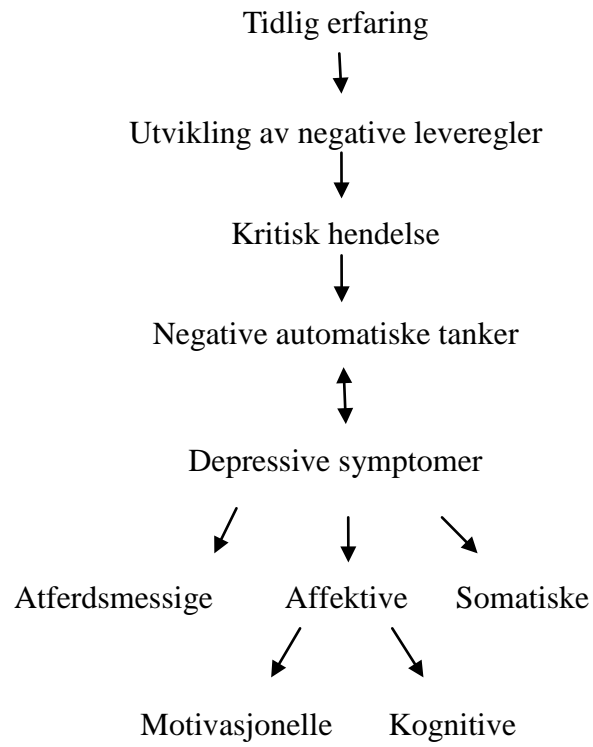 Tidlig erfaring
Utvikling av negative leveregler
Kritisk hendelse
Negative automatiske tanker
Depressive symptomer
Atferdsmessige Affektive Somatiske
Motivasjonelle Kognitive